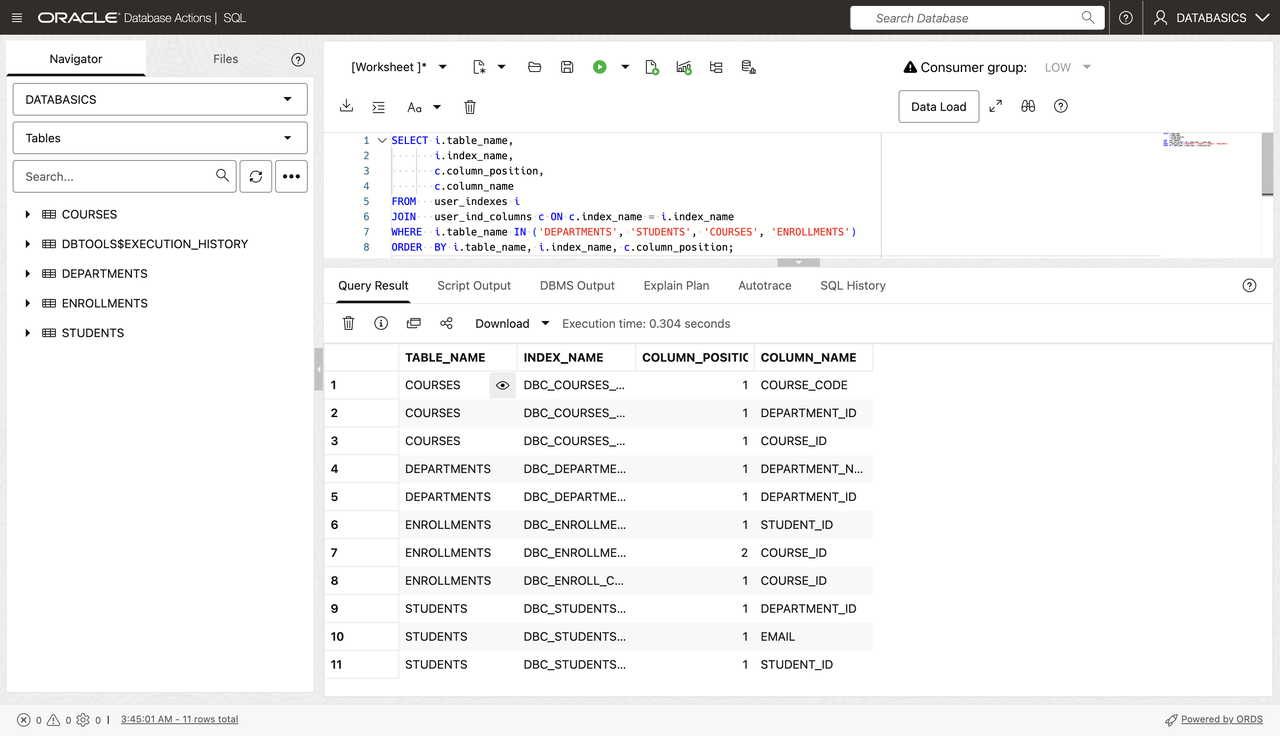 ORACLE® Database Actions | SQL
Search Database
DATABASICS
Navigator
Files
DATABASICS
Tables
Search...
COURSES
DBTOOLS$EXECUTION_HISTORY
DEPARTMENTS
ENROLLMENTS
STUDENTS
[Worksheet ]*
Aa
Consumer group: LOW
Data Load
1 SELECT i.table_name,
2 i.index_name,
3 c.column_position,
4 c.column_name
5 FROM user_indexes i
6 JOIN user_ind_columns c ON c.index_name = i.index_name
7 WHERE i.table_name IN ('DEPARTMENTS', 'STUDENTS', 'COURSES', 'ENROLLMENTS')
8 ORDER BY i.table_name, i.index_name, c.column_position;
Query Result Script Output DBMS Output Explain Plan Autotrace SQL History
Download Execution time: 0.304 seconds
TABLE_NAME INDEX_NAME COLUMN_POSITIC COLUMN_NAME
1 COURSES DBC_COURSES_... 1 COURSE_CODE
2 COURSES DBC_COURSES_... 1 DEPARTMENT_ID
3 COURSES DBC_COURSES_... 1 COURSE_ID
4 DEPARTMENTS DBC_DEPARTME... 1 DEPARTMENT_N...
5 DEPARTMENTS DBC_DEPARTME... 1 DEPARTMENT_ID
6 ENROLLMENTS DBC_ENROLLME... 1 STUDENT_ID
7 ENROLLMENTS DBC_ENROLLME... 2 COURSE_ID
8 ENROLLMENTS DBC_ENROLL_C... 1 COURSE_ID
9 STUDENTS DBC_STUDENTS... 1 DEPARTMENT_ID
10 STUDENTS DBC_STUDENTS... 1 EMAIL
11 STUDENTS DBC_STUDENTS... 1 STUDENT_ID
0 0 0 | 3:45:01 AM - 11 rows total
Powered by ORDS